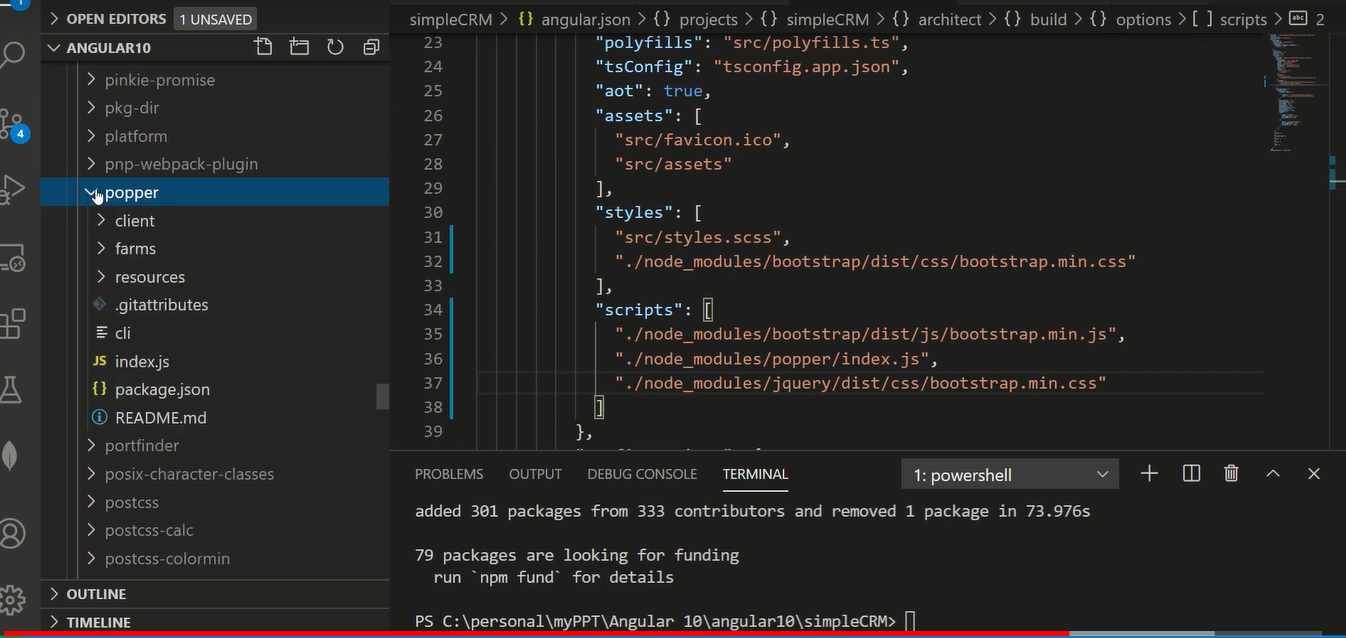 1
OPEN EDITORS 1 UNSAVED
ANGULAR10
pinkie-promise
pkg-dir
platform
pnp-webpack-plugin
popper
client
farms
resources
.gitattributes
cli
JS index.js
{} package.json
README.md
portfinder
posix-character-classes
postcss
postcss-calc
postcss-colormin
OUTLINE
TIMELINE
4
simpleCRM > {} angular.json > {} projects > {} simpleCRM > {} architect > {} build > {} options > [ ] scripts > abc 2
23 "polyfills": "src/polyfills.ts",
24 "tsConfig": "tsconfig.app.json",
25 "aot": true,
26 "assets": [
27 "src/favicon.ico",
28 "src/assets"
29 ],
30 "styles": [
31 "src/styles.scss",
32 "./node_modules/bootstrap/dist/css/bootstrap.min.css"
33 ],
34 "scripts": [
35 "./node_modules/bootstrap/dist/js/bootstrap.min.js",
36 "./node_modules/popper/index.js",
37 "./node_modules/jquery/dist/css/bootstrap.min.css"
38 ]
39 },
PROBLEMS OUTPUT DEBUG CONSOLE TERMINAL 1: powershell
added 301 packages from 333 contributors and removed 1 package in 73.976s
79 packages are looking for funding
run `npm fund` for details
PS C:\personal\myPPT\Angular 10\angular10\simpleCRM>